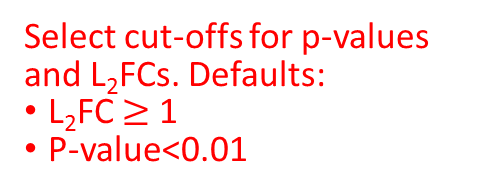 Select cut-offs for p-values
and L₂FCs. Defaults:
• L₂FC ≥ 1
• P-value<0.01